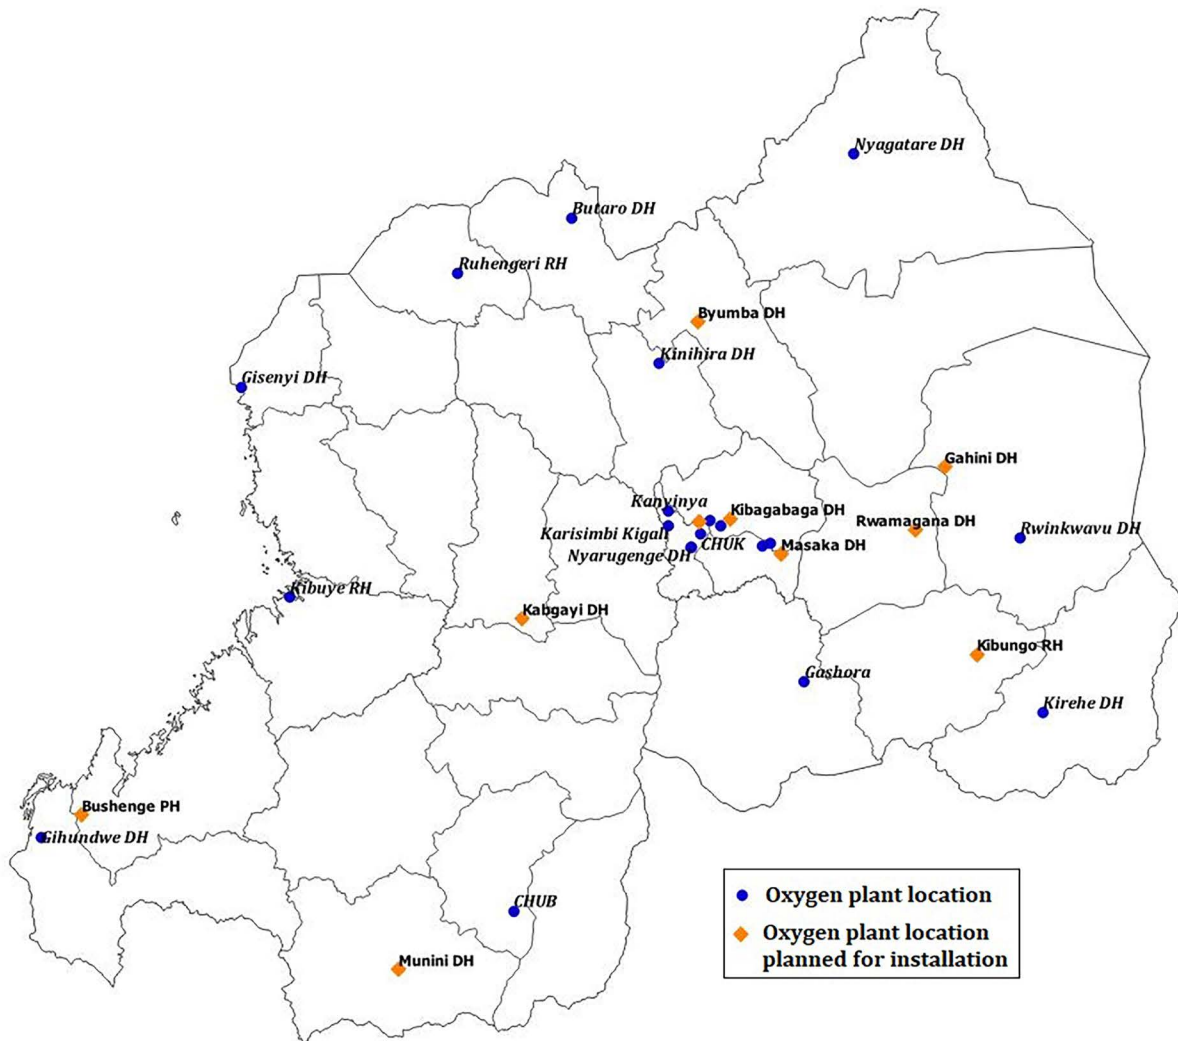 Nyagatare DH
Butaro DH
Ruhengeri RH
Byumba DH
Kinihira DH
Gisenyi DH
Gahini DH
Kanyinya
Kibagabaga DH
Rwamagana DH
Karisimbi Kigali
Rwinkwavu DH
CHUK
Masaka DH
Nyarugenge DH
Kibuye RH
Kabgayi DH
Kibungo RH
Gashora
Kirehe DH
Bushenge PH
Gihundwe DH
CHUB
Munini DH
Oxygen plant location
Oxygen plant location
planned for installation